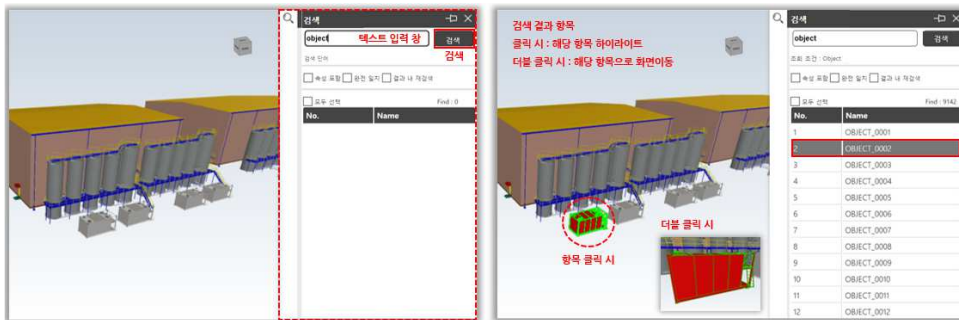 검색
object
텍스트 입력 창
검색
검색
검색 단어
속성 포함 완전 일치 결과 내 재검색
모두 선택 Find : 0
No. Name
검색 결과 항목
클릭 시 : 해당 항목 하이라이트
더블 클릭 시 : 해당 항목으로 화면이동
항목 클릭 시
더블 클릭 시
검색
object 검색
조회 조건 : Object
속성 포함 완전 일치 결과 내 재검색
모두 선택 Find : 9142
No. Name
1 OBJECT_0001
2 OBJECT_0002
3 OBJECT_0003
4 OBJECT_0004
5 OBJECT_0005
6 OBJECT_0006
7 OBJECT_0007
8 OBJECT_0008
9 OBJECT_0009
10 OBJECT_0010
11 OBJECT_0011
12 OBJECT_0012